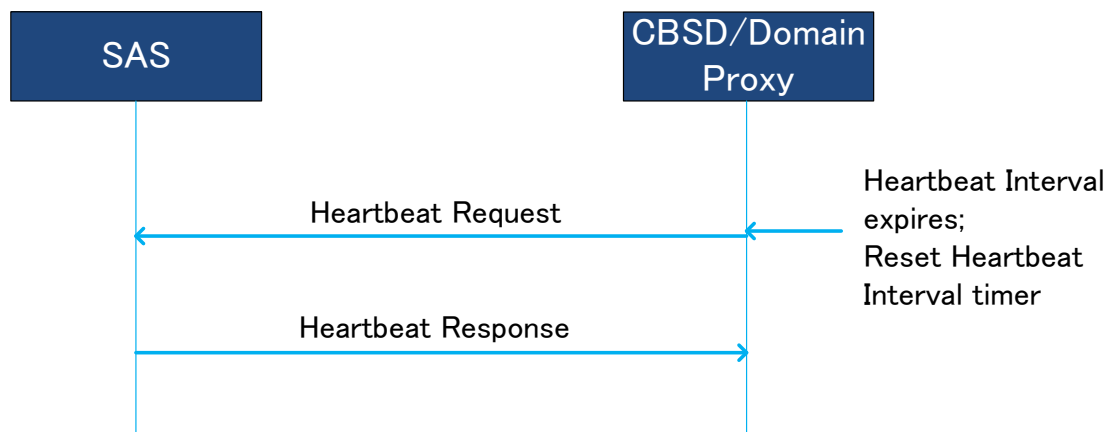 SAS
CBSD/Domain
Proxy
Heartbeat Interval
expires;
Reset Heartbeat
Interval timer
Heartbeat Request
Heartbeat Response